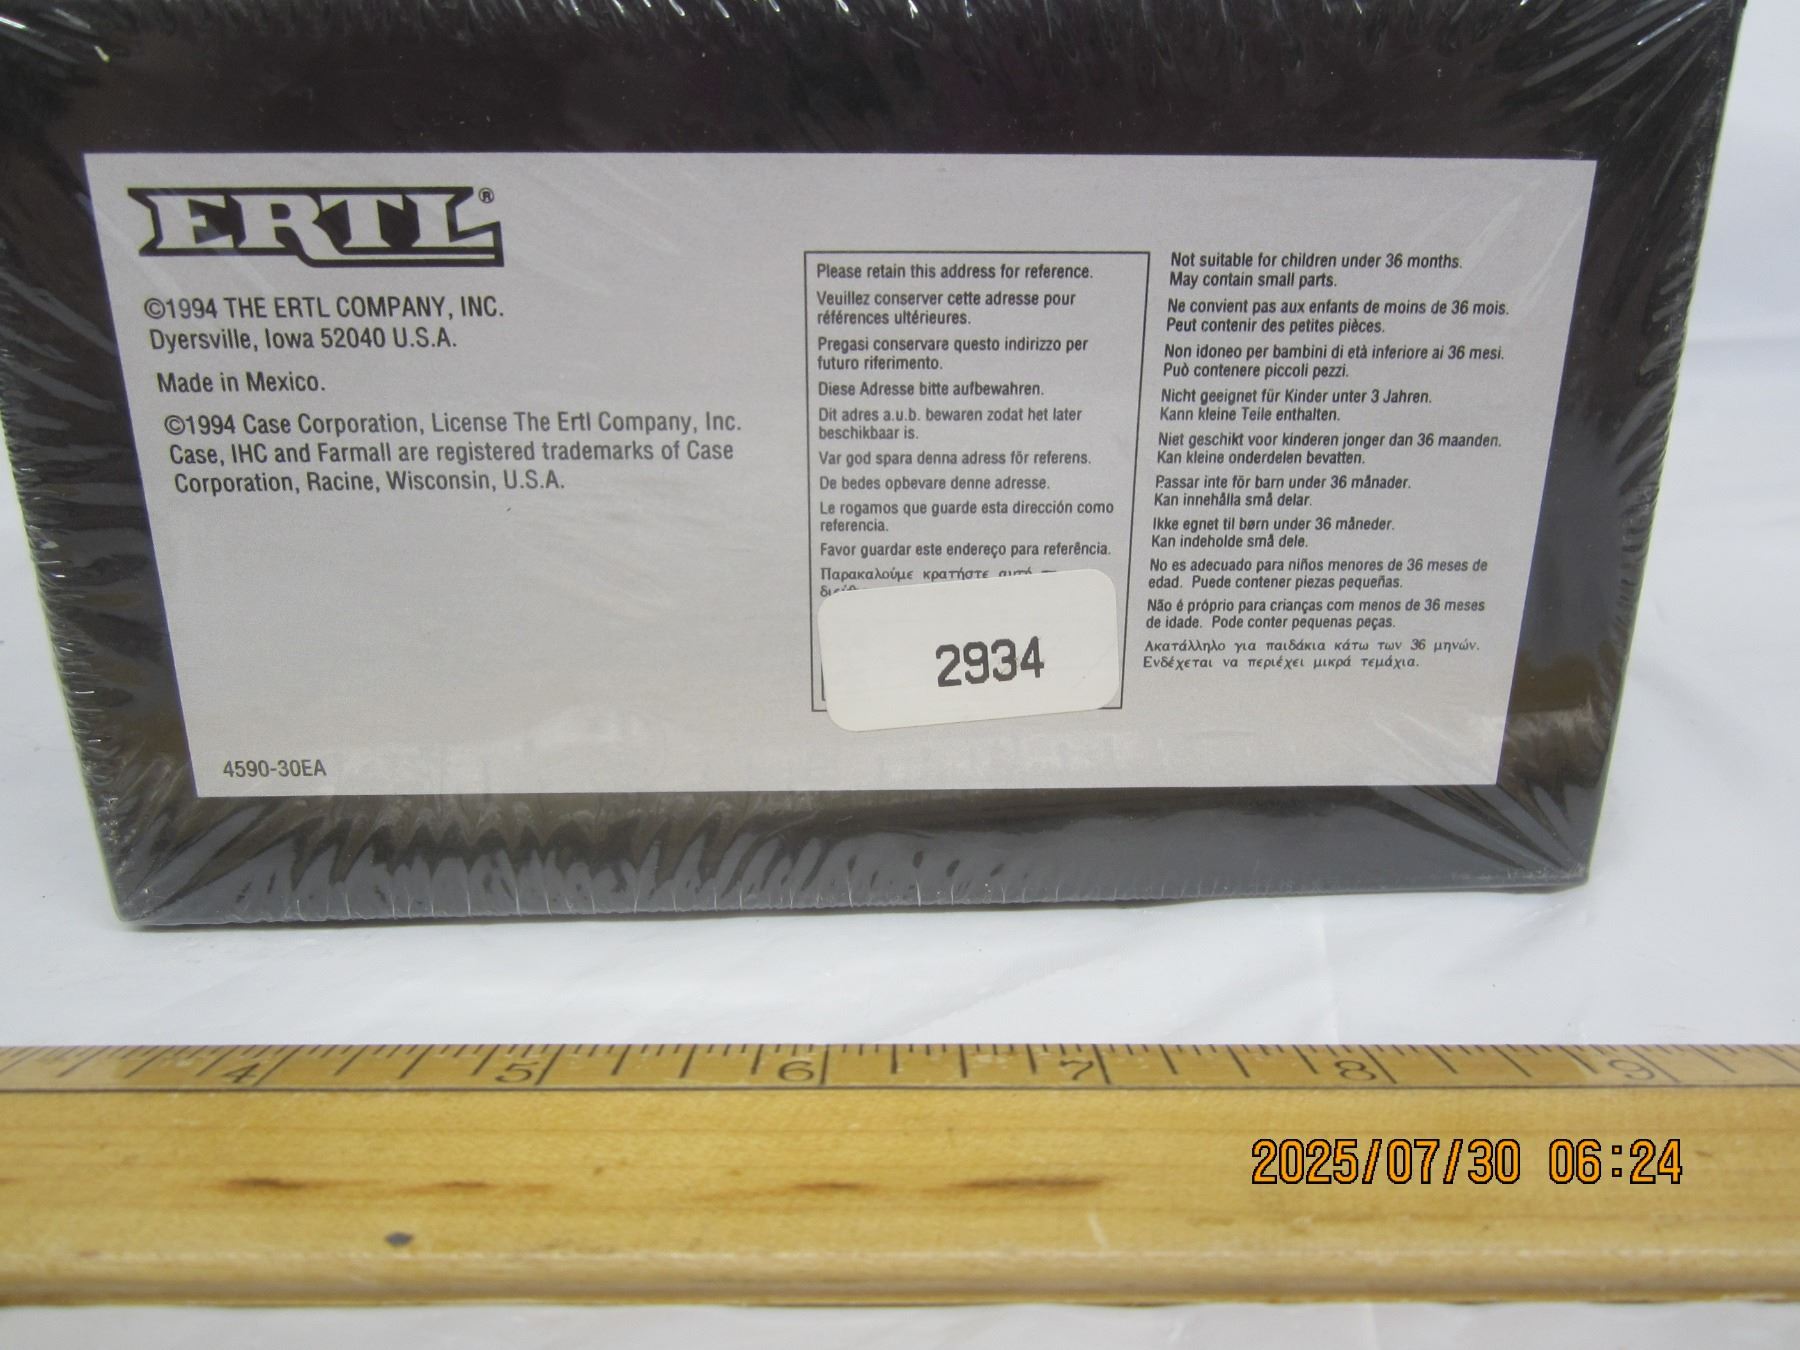 ERTL®
©1994 THE ERTL COMPANY, INC.
Dyersville, Iowa 52040 U.S.A.
Made in Mexico.
©1994 Case Corporation, License The Ertl Company, Inc.
Case, IHC and Farmall are registered trademarks of Case
Corporation, Racine, Wisconsin, U.S.A.
4590-30EA
Please retain this address for reference.
Veuillez conserver cette adresse pour
références ultérieures.
Pregasi conservare questo indirizzo per
futuro riferimento.
Diese Adresse bitte aufbewahren.
Dit adres a.u.b. bewaren zodat het later
beschikbaar is.
Var god spara denna adress för referens.
De bedes opbevare denne adresse.
Le rogamos que guarde esta dirección como
referencia.
Favor guardar este endereço para referência.
Παρακαλούμε κρατήστε
2934
Not suitable for children under 36 months.
May contain small parts.
Ne convient pas aux enfants de moins de 36 mois.
Peut contenir des petites pièces.
Non idoneo per bambini di età inferiore ai 36 mesi.
Può contenere piccoli pezzi.
Nicht geeignet für Kinder unter 3 Jahren.
Kann kleine Teile enthalten.
Niet geschikt voor kinderen jonger dan 36 maanden.
Kan kleine onderdelen bevatten.
Passar inte för barn under 36 månader.
Kan innehålla små delar.
Ikke egnet til børn under 36 måneder.
Kan indeholde små dele.
No es adecuado para niños menores de 36 meses de
edad. Puede contener piezas pequeñas.
Não é próprio para crianças com menos de 36 meses
de idade. Pode conter pequenas peças.
Ακατάλληλο για παιδάκια κάτω των 36 μηνών.
Ενδέχεται να περιέχει μικρά τεμάχια.
4 5 6 7 8 9
2025/07/30 06:24